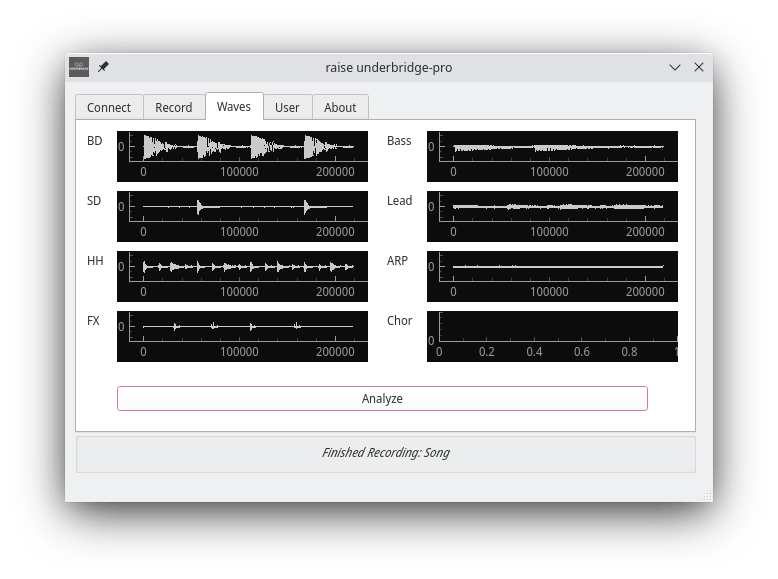 raise underbridge-pro
Connect Record Waves User About
BD 0 0 100000 200000
Bass 0 0 100000 200000
SD 0 0 100000 200000
Lead 0 0 100000 200000
HH 0 0 100000 200000
ARP 0 0 100000 200000
FX 0 0 100000 200000
Chor 0 0 0.2 0.4 0.6 0.8 1
Analyze
Finished Recording: Song